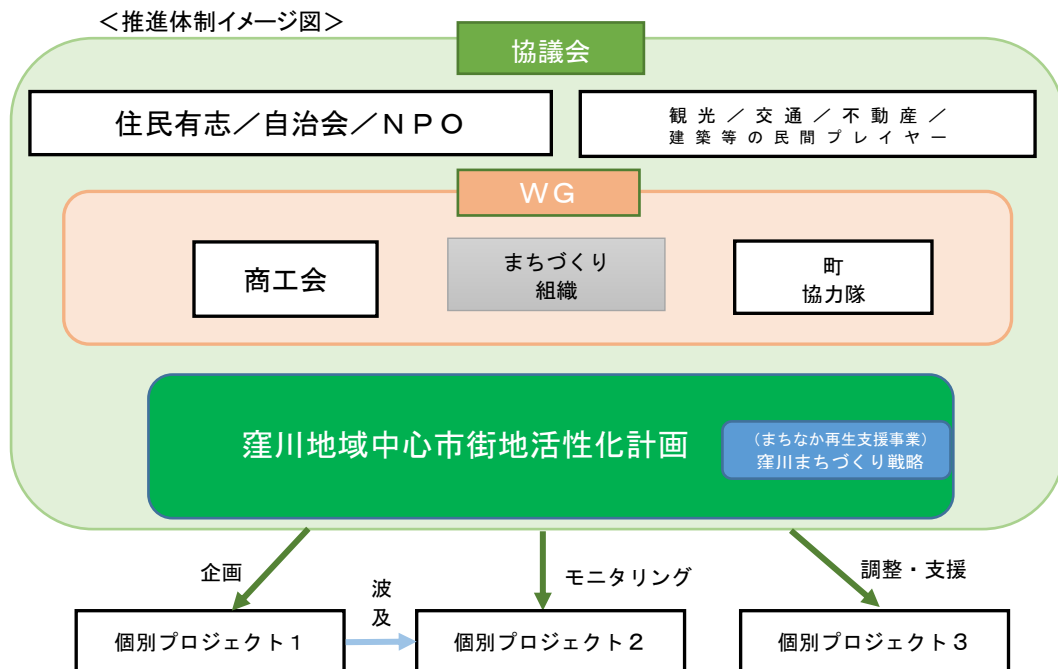 ＜推進体制イメージ図＞
協議会
住民有志／自治会／ＮＰＯ
観光／交通／不動産／
建築等の民間プレイヤー
ＷＧ
商工会
まちづくり
組織
町
協力隊
窪川地域中心市街地活性化計画
（まちなか再生支援事業）
窪川まちづくり戦略
企画
波
及
モニタリング
調整・支援
個別プロジェクト１
個別プロジェクト２
個別プロジェクト３